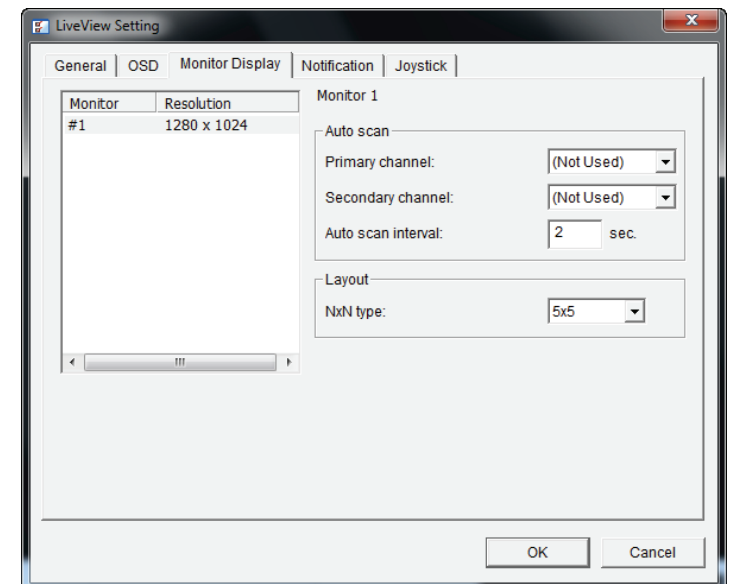 LiveView Setting
General OSD Monitor Display Notification Joystick
Monitor Resolution
#1 1280 x 1024
Monitor 1
Auto scan
Primary channel: (Not Used)
Secondary channel: (Not Used)
Auto scan interval: 2 sec.
Layout
NxN type: 5x5
OK Cancel